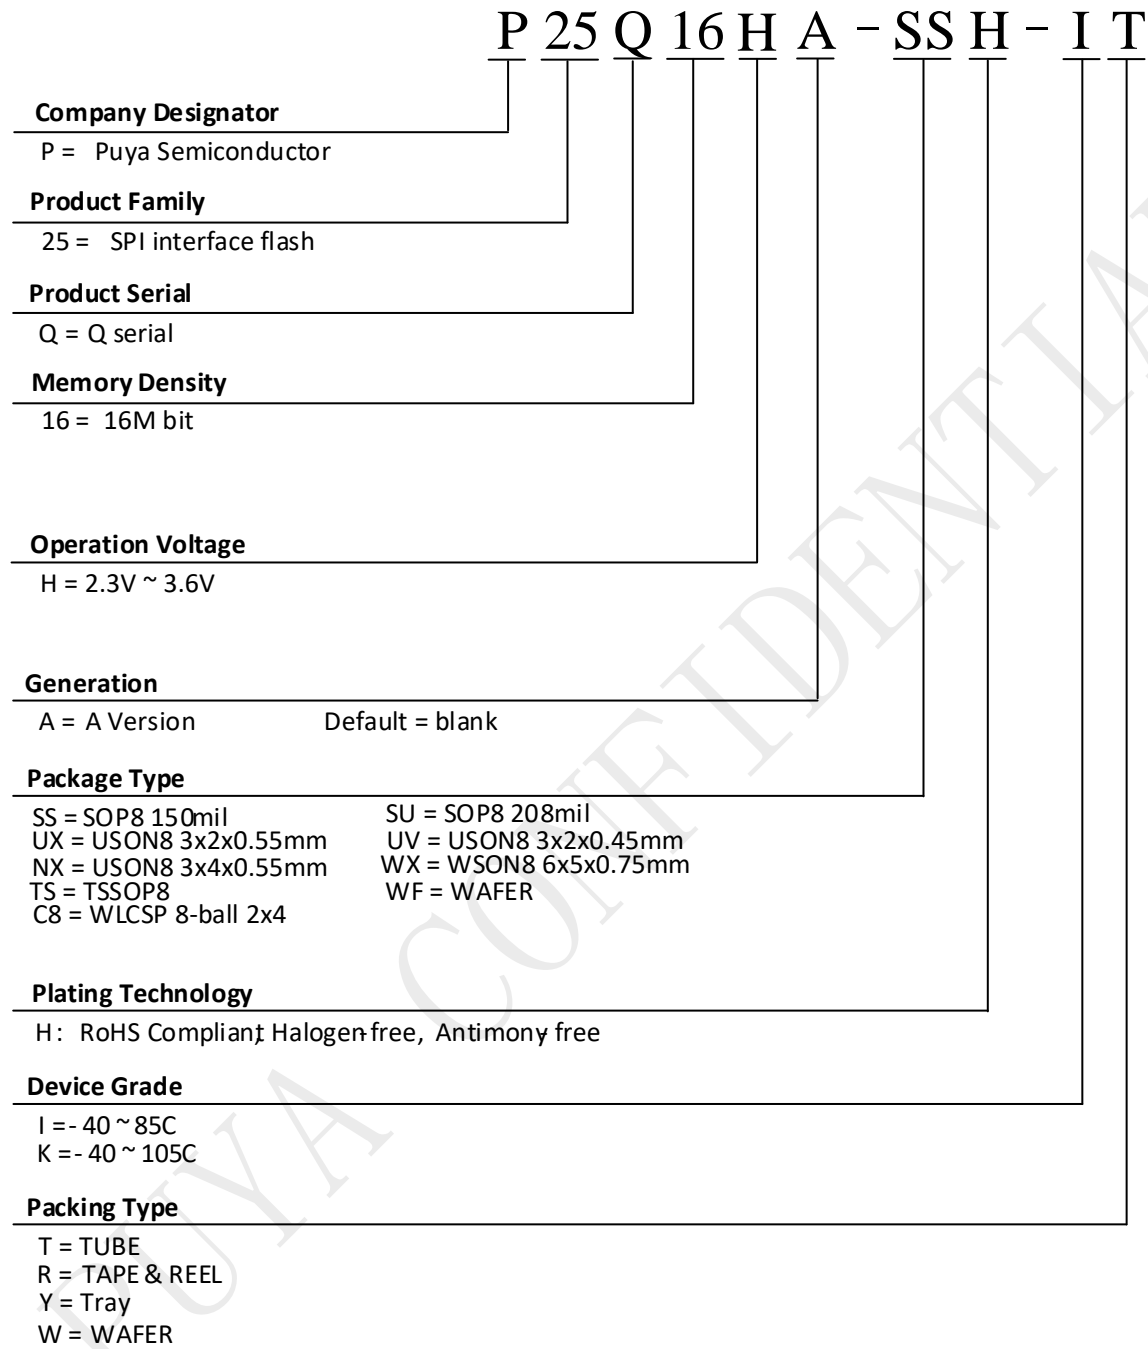 P 25 Q 16 H A - SS H - I T
Company Designator
P = Puya Semiconductor
Product Family
25 = SPI interface flash
Product Serial
Q = Q serial
Memory Density
16 = 16M bit
Operation Voltage
H = 2.3V ~ 3.6V
Generation
A = A Version Default = blank
Package Type
SS = SOP8 150mil SU = SOP8 208mil
UX = USON8 3x2x0.55mm UV = USON8 3x2x0.45mm
NX = USON8 3x4x0.55mm WX = WSON8 6x5x0.75mm
TS = TSSOP8 WF = WAFER
C8 = WLCSP 8-ball 2x4
Plating Technology
H: RoHS Compliant, Halogen-free, Antimony-free
Device Grade
I = - 40 ~ 85C
K = - 40 ~ 105C
Packing Type
T = TUBE
R = TAPE & REEL
Y = Tray
W = WAFER
PUYA CONFIDENTIA